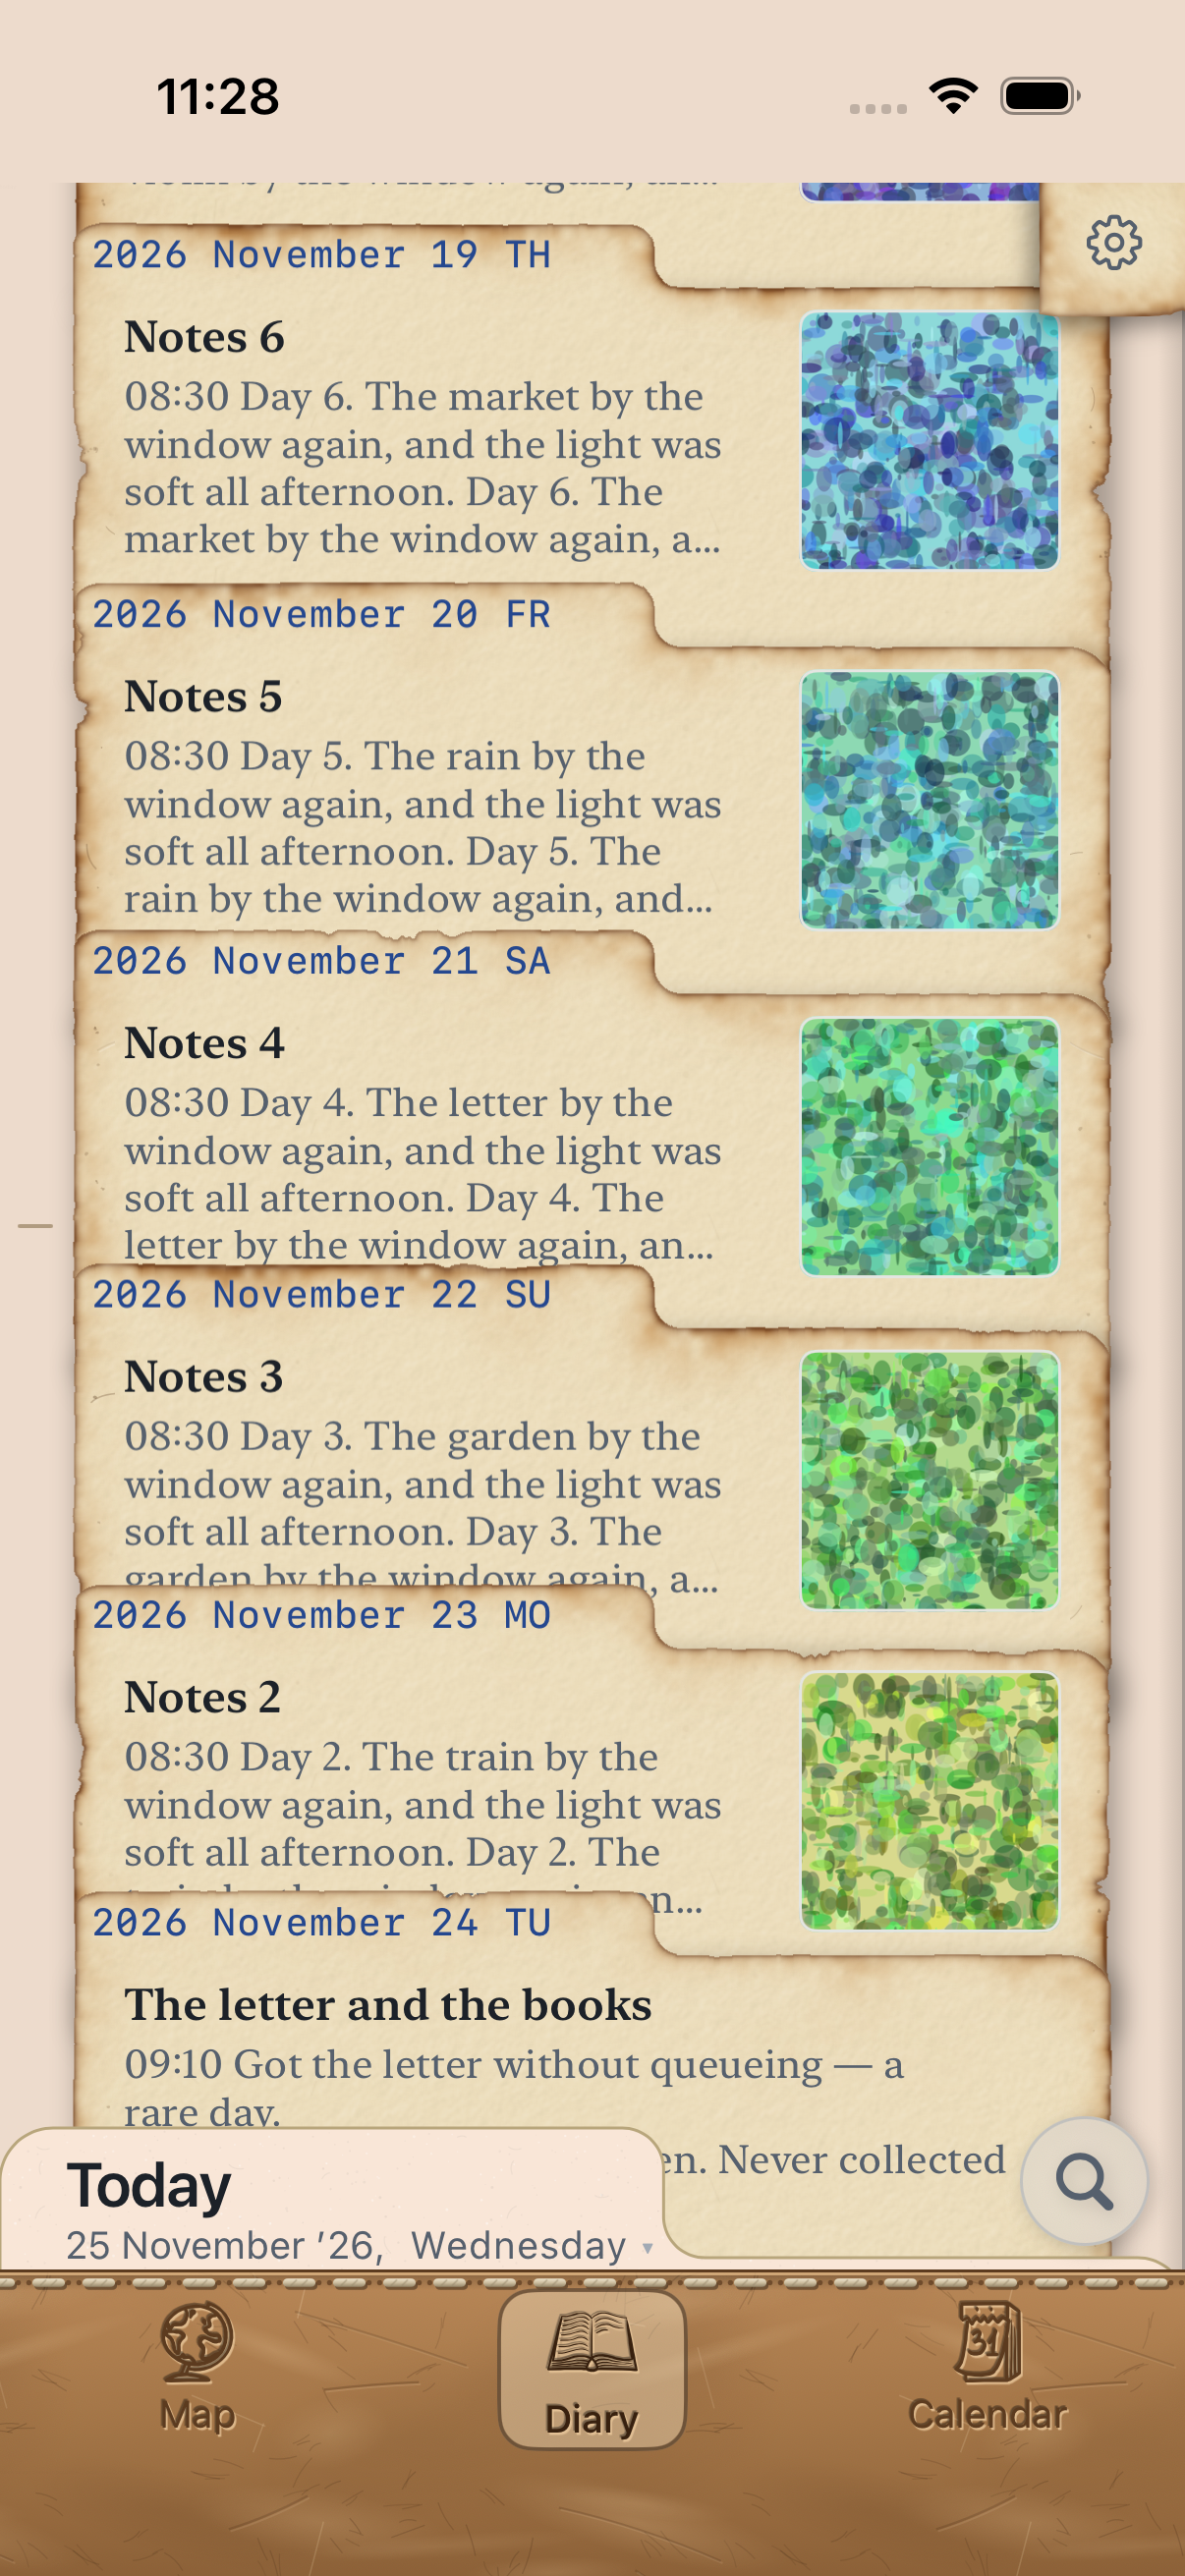 11:28
2026 November 19 TH
Notes 6
08:30 Day 6. The market by the
window again, and the light was
soft all afternoon. Day 6. The
market by the window again, a...
2026 November 20 FR
Notes 5
08:30 Day 5. The rain by the
window again, and the light was
soft all afternoon. Day 5. The
rain by the window again, and...
2026 November 21 SA
Notes 4
08:30 Day 4. The letter by the
window again, and the light was
soft all afternoon. Day 4. The
letter by the window again, an...
2026 November 22 SU
Notes 3
08:30 Day 3. The garden by the
window again, and the light was
soft all afternoon. Day 3. The
garden by the window again, a...
2026 November 23 MO
Notes 2
08:30 Day 2. The train by the
window again, and the light was
soft all afternoon. Day 2. The
2026 November 24 TU
The letter and the books
09:10 Got the letter without queueing — a
rare day.
Never collected
Today
25 November ’26, Wednesday
Map
Diary
31
Calendar